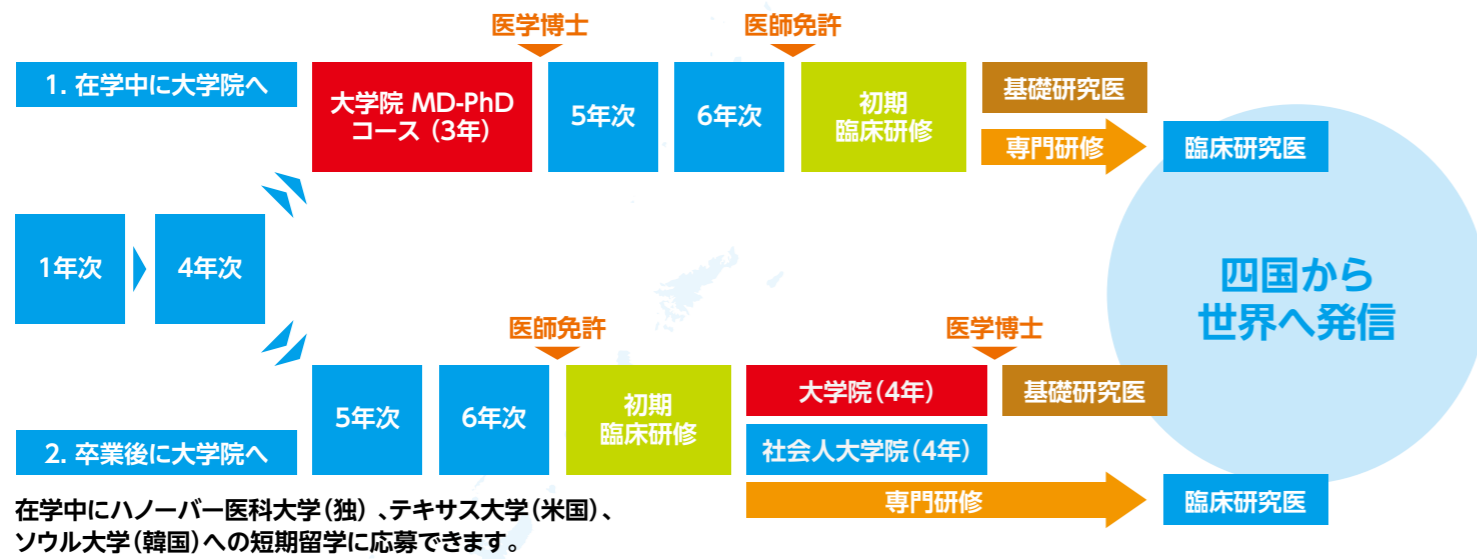 医学博士
医師免許
1. 在学中に大学院へ
大学院 MD-PhD
コース（3年）
5年次
6年次
初期
臨床研修
基礎研究医
専門研修
臨床研究医
1年次
4年次
四国から
世界へ発信
医師免許
医学博士
2. 卒業後に大学院へ
5年次
6年次
初期
臨床研修
大学院（4年）
社会人大学院（4年）
基礎研究医
専門研修
臨床研究医
在学中にハノーバー医科大学（独）、テキサス大学（米国）、
ソウル大学（韓国）への短期留学に応募できます。